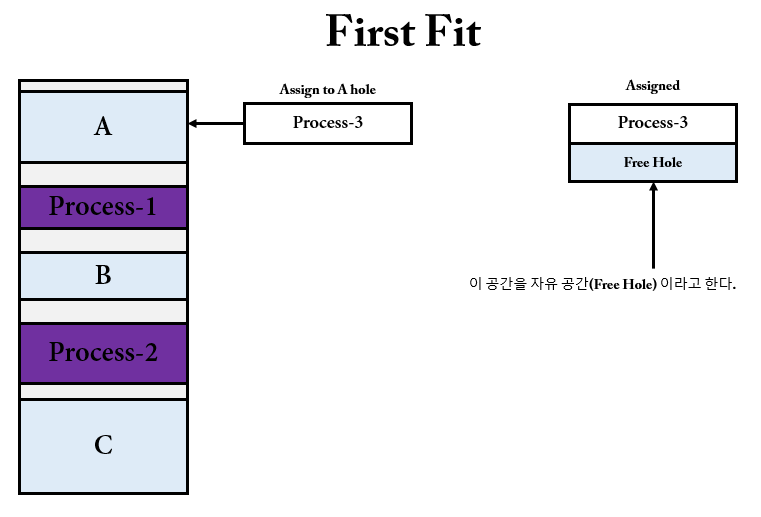 First Fit
A
Process-1
B
Process-2
C
Assign to A hole
Process-3
Assigned
Process-3
Free Hole
이 공간을 자유 공간(Free Hole) 이라고 한다.